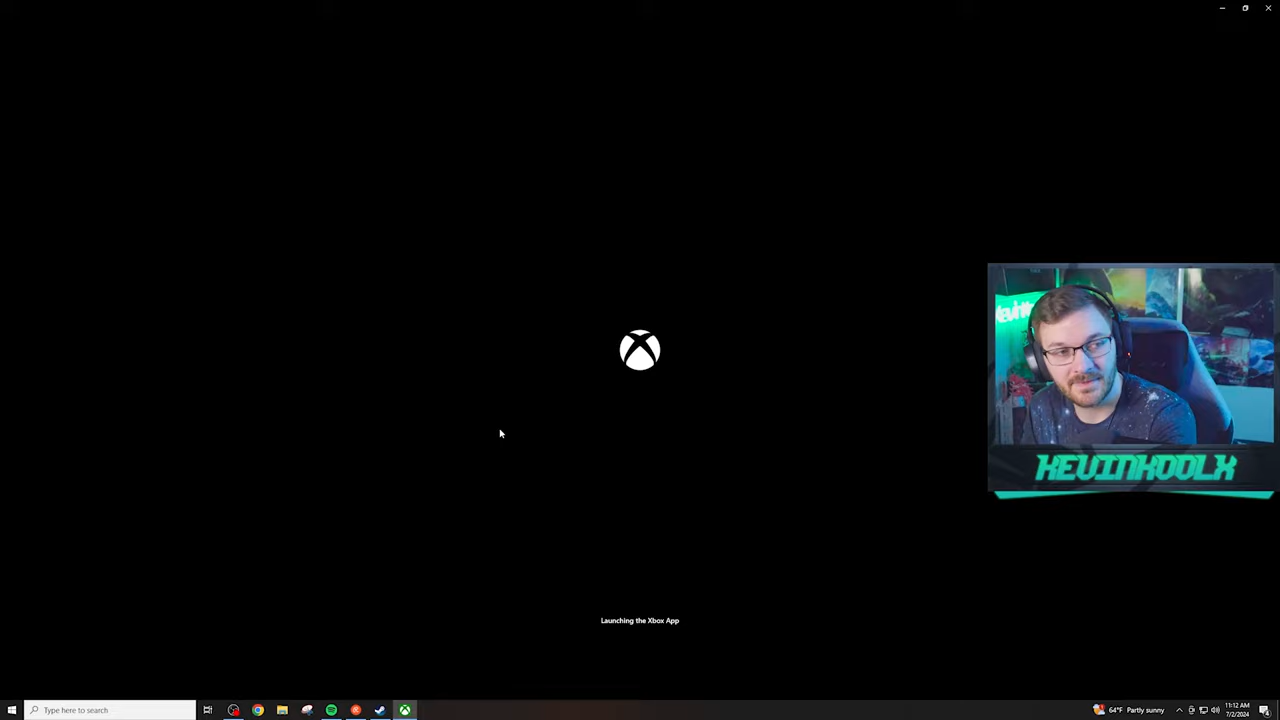 KEVINKOOLX
Launching the Xbox App
Type here to search
64°F Partly sunny
11:12 AM
7/2/2024